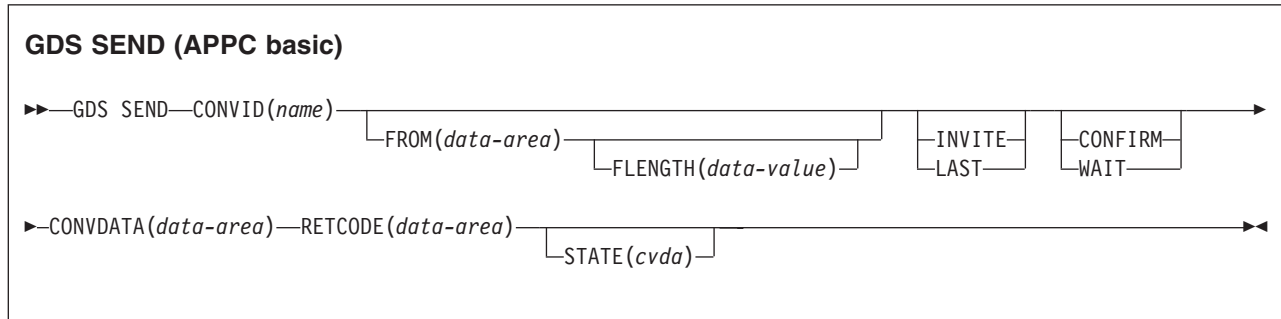 GDS SEND (APPC basic)
GDS SEND CONVID(name)
FROM(data-area)
FLENGTH(data-value)
INVITE
LAST
CONFIRM
WAIT
CONVDATA(data-area) RETCODE(data-area)
STATE(cvda)